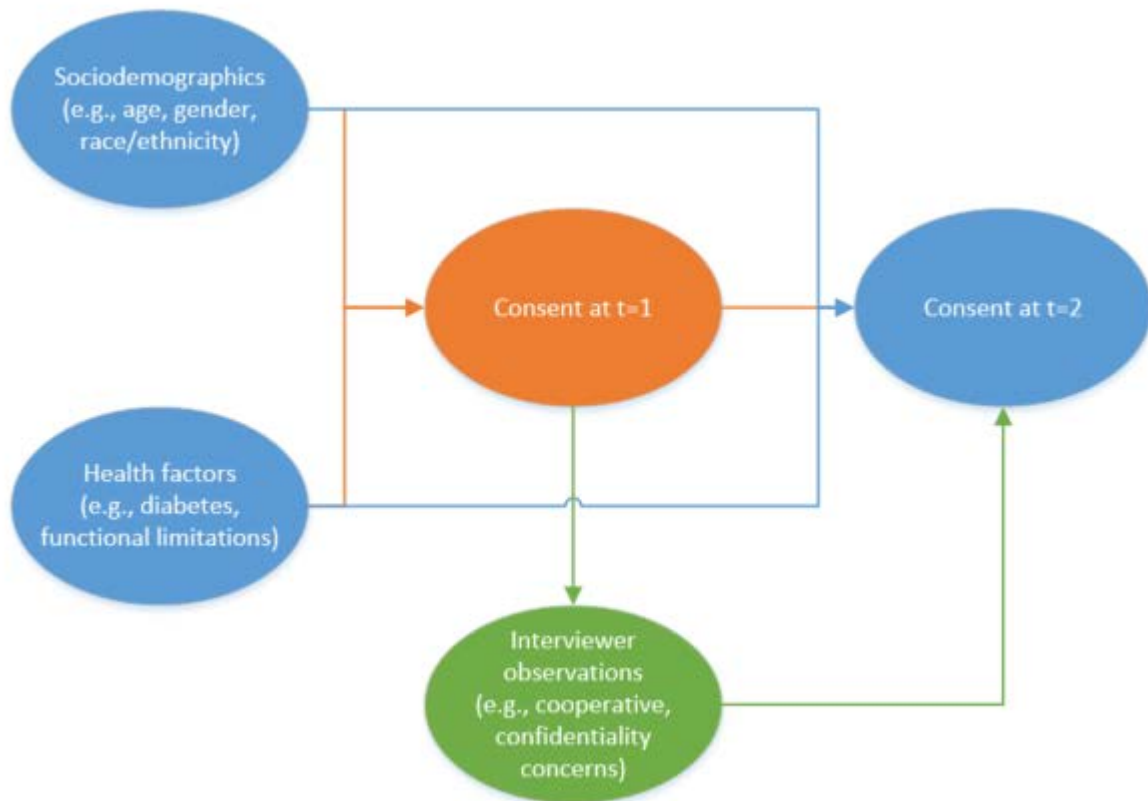 Sociodemographics
(e.g., age, gender,
race/ethnicity)
Consent at t=1
Consent at t=2
Health factors
(e.g., diabetes,
functional limitations)
Interviewer
observations
(e.g., cooperative,
confidentiality
concerns)